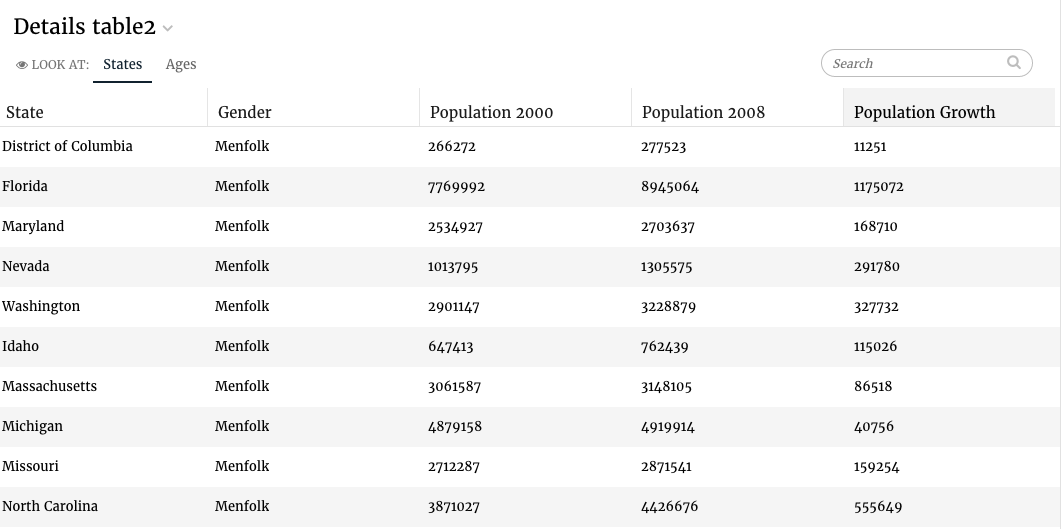 Details table2
LOOK AT: States Ages Search
State Gender Population 2000 Population 2008 Population Growth
District of Columbia Menfolk 266272 277523 11251
Florida Menfolk 7769992 8945064 1175072
Maryland Menfolk 2534927 2703637 168710
Nevada Menfolk 1013795 1305575 291780
Washington Menfolk 2901147 3228879 327732
Idaho Menfolk 647413 762439 115026
Massachusetts Menfolk 3061587 3148105 86518
Michigan Menfolk 4879158 4919914 40756
Missouri Menfolk 2712287 2871541 159254
North Carolina Menfolk 3871027 4426676 555649